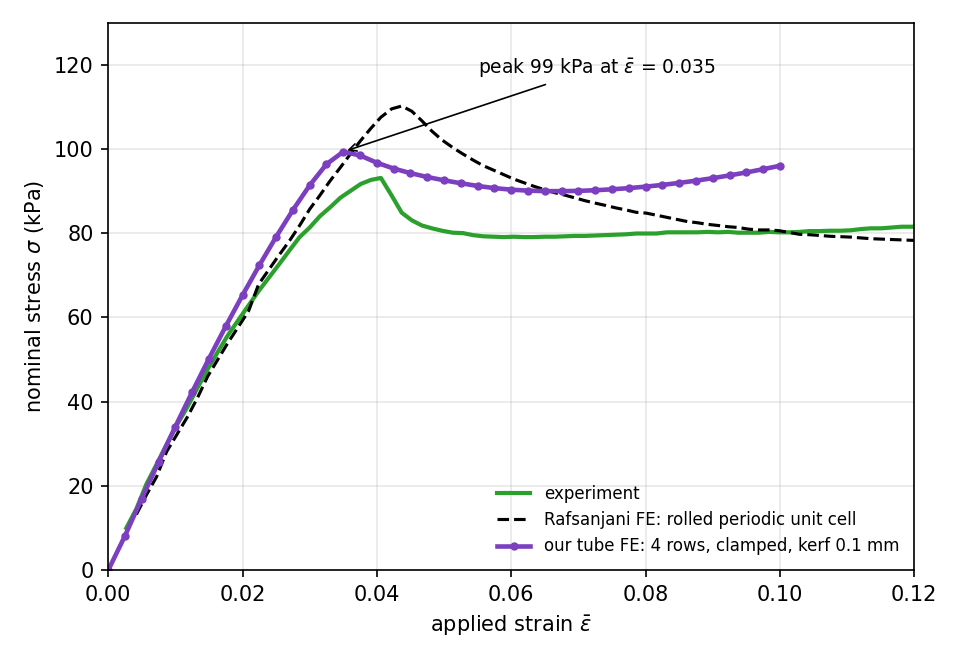 peak 99 kPa at ε̄ = 0.035
nominal stress σ (kPa)
120
100
80
60
40
20
0
0.00 0.02 0.04 0.06 0.08 0.10 0.12
applied strain ε̄
experiment
Rafsanjani FE: rolled periodic unit cell
our tube FE: 4 rows, clamped, kerf 0.1 mm